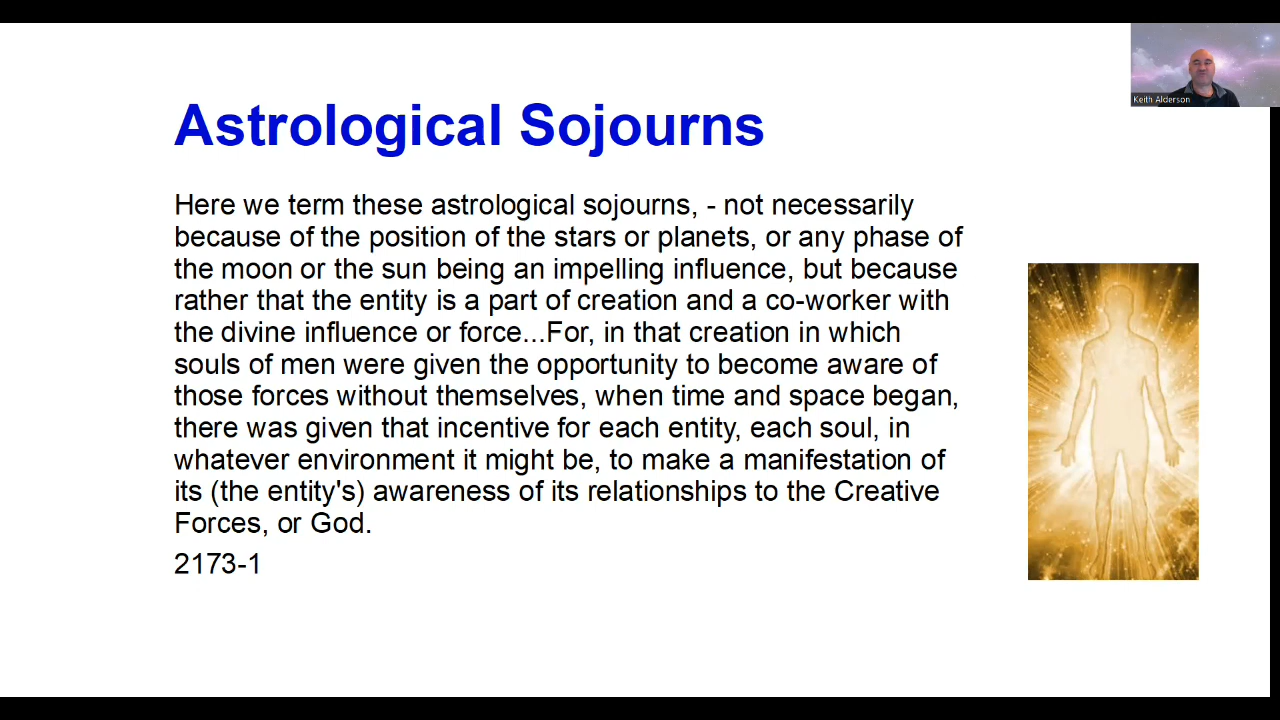 Keith Alderson
Astrological Sojourns
Here we term these astrological sojourns, - not necessarily
because of the position of the stars or planets, or any phase of
the moon or the sun being an impelling influence, but because
rather that the entity is a part of creation and a co-worker with
the divine influence or force...For, in that creation in which
souls of men were given the opportunity to become aware of
those forces without themselves, when time and space began,
there was given that incentive for each entity, each soul, in
whatever environment it might be, to make a manifestation of
its (the entity's) awareness of its relationships to the Creative
Forces, or God.
2173-1